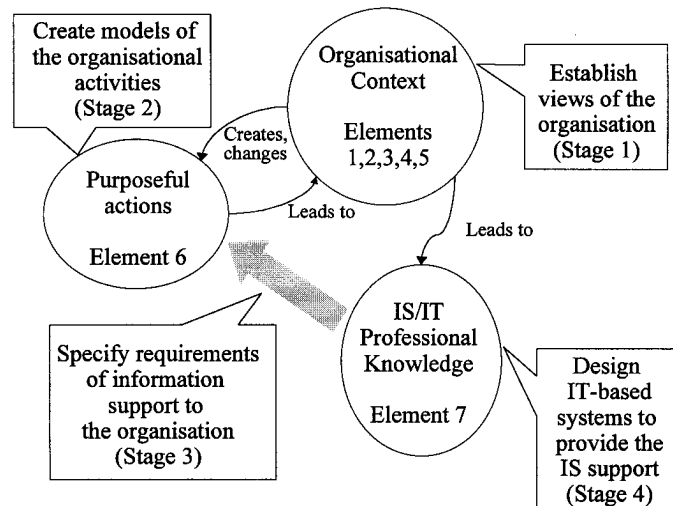 Create models of
the organisational
activities
(Stage 2)
Organisational
Context
Elements
1,2,3,4,5
Establish
views of the
organisation
(Stage 1)
Creates,
changes
Purposeful
actions
Element 6
Leads to
Leads to
IS/IT
Professional
Knowledge
Element 7
Specify requirements
of information
support to
the organisation
(Stage 3)
Design
IT-based
systems to
provide the
IS support
(Stage 4)